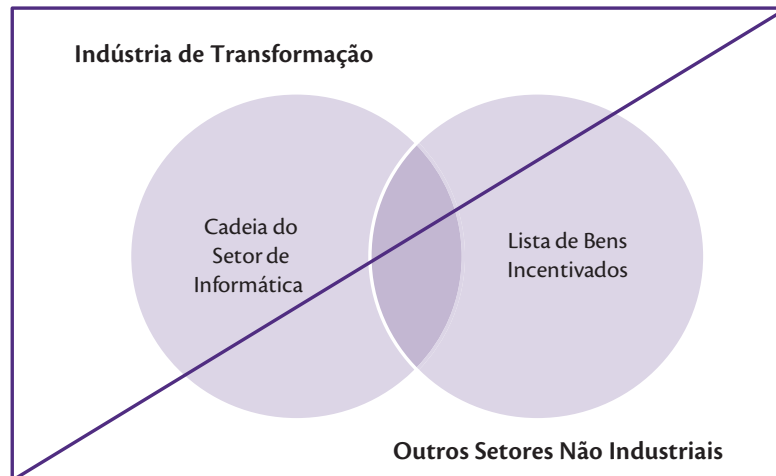 Indústria de Transformação
Cadeia do
Setor de
Informática
Lista de Bens
Incentivados
Outros Setores Não Industriais